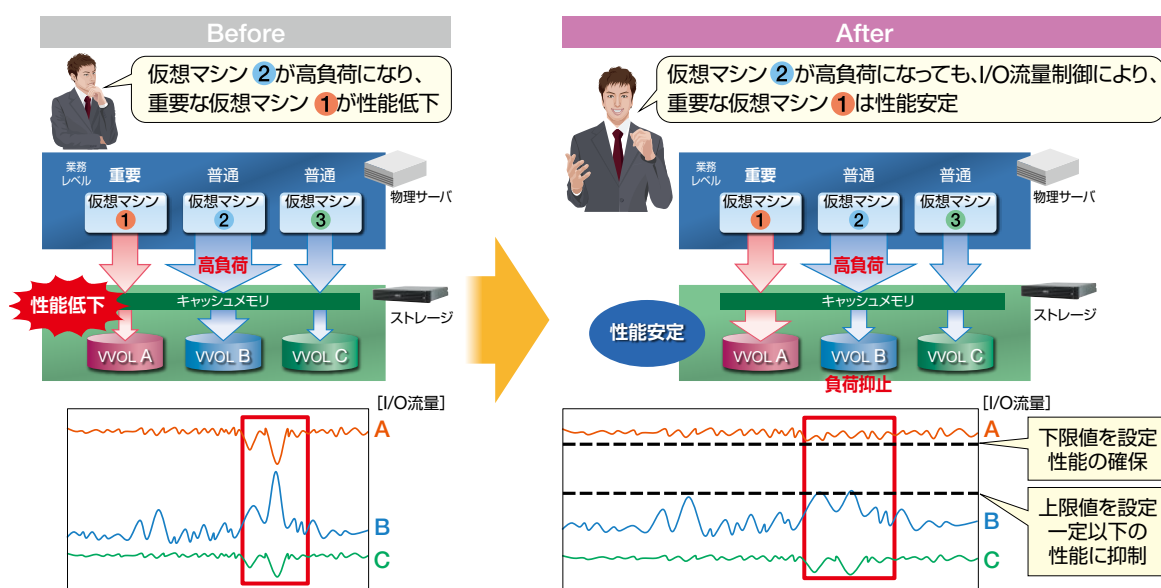 Before
仮想マシン 2 が高負荷になり、
重要な仮想マシン 1 が性能低下
業務
レベル
重要
普通
普通
物理サーバ
仮想マシン
1
仮想マシン
2
仮想マシン
3
高負荷
性能低下
キャッシュメモリ
ストレージ
VVOL A
VVOL B
VVOL C
[I/O流量]
A
B
C
After
仮想マシン 2 が高負荷になっても、I/O流量制御により、
重要な仮想マシン 1 は性能安定
業務
レベル
重要
普通
普通
物理サーバ
仮想マシン
1
仮想マシン
2
仮想マシン
3
高負荷
キャッシュメモリ
ストレージ
性能安定
VVOL A
VVOL B
VVOL C
負荷抑止
[I/O流量]
A
下限値を設定
性能の確保
B
上限値を設定
一定以下の
性能に抑制
C